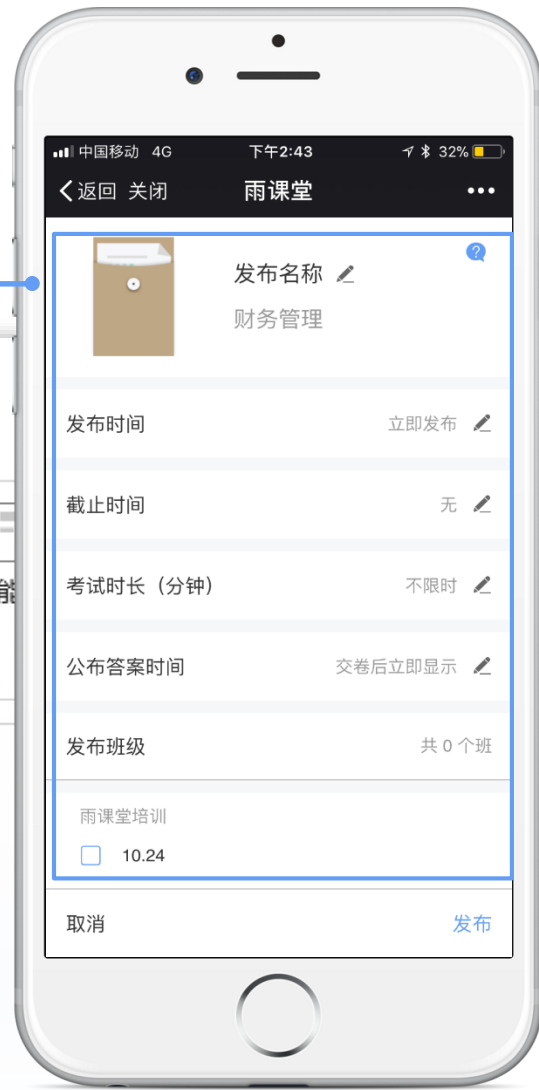 中国移动 4G 下午2:43 32%
返回 关闭 雨课堂
发布名称
财务管理
发布时间 立即发布
截止时间 无
考试时长（分钟） 不限时
能
公布答案时间 交卷后立即显示
发布班级 共 0 个班
雨课堂培训
10.24
取消 发布